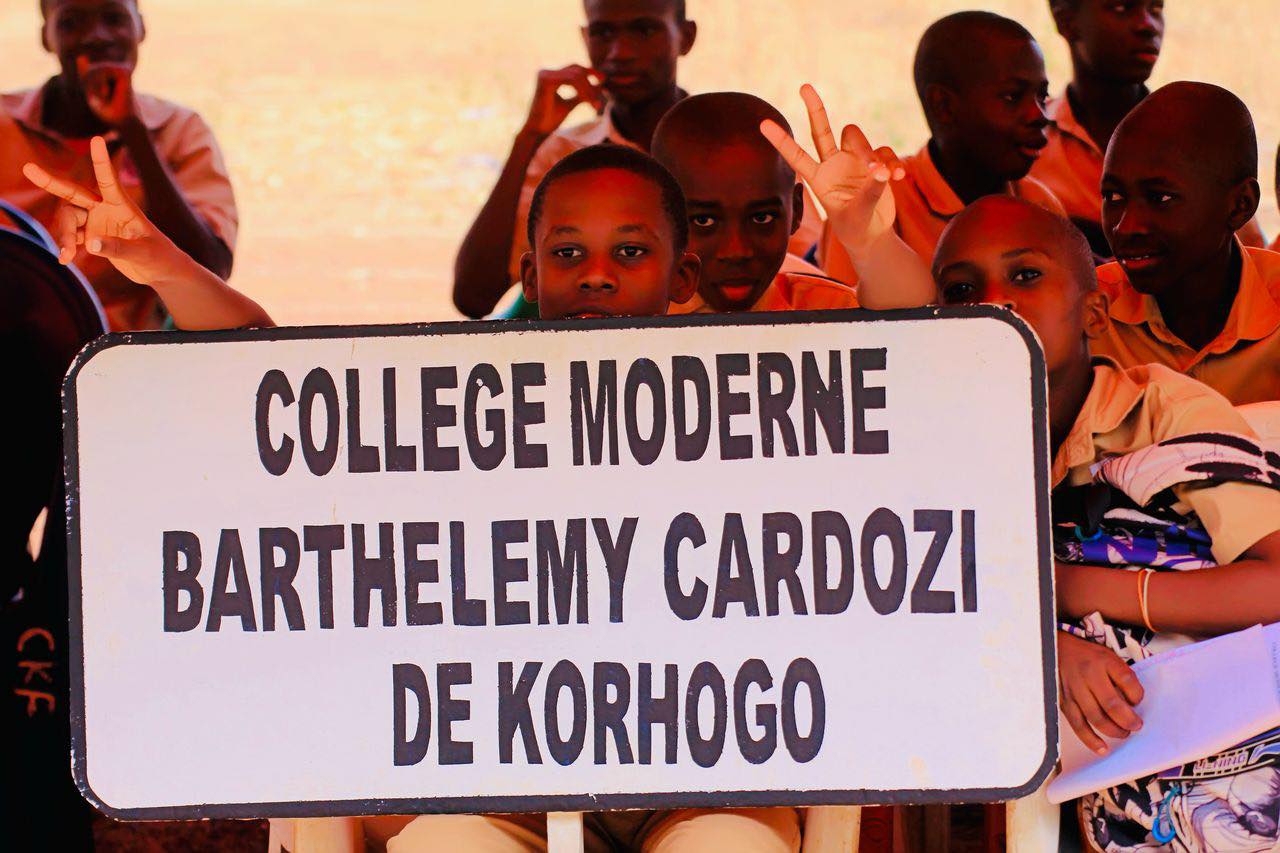 COLLEGE MODERNE
BARTHELEMY CARDOZI
DE KORHOGO
CKF